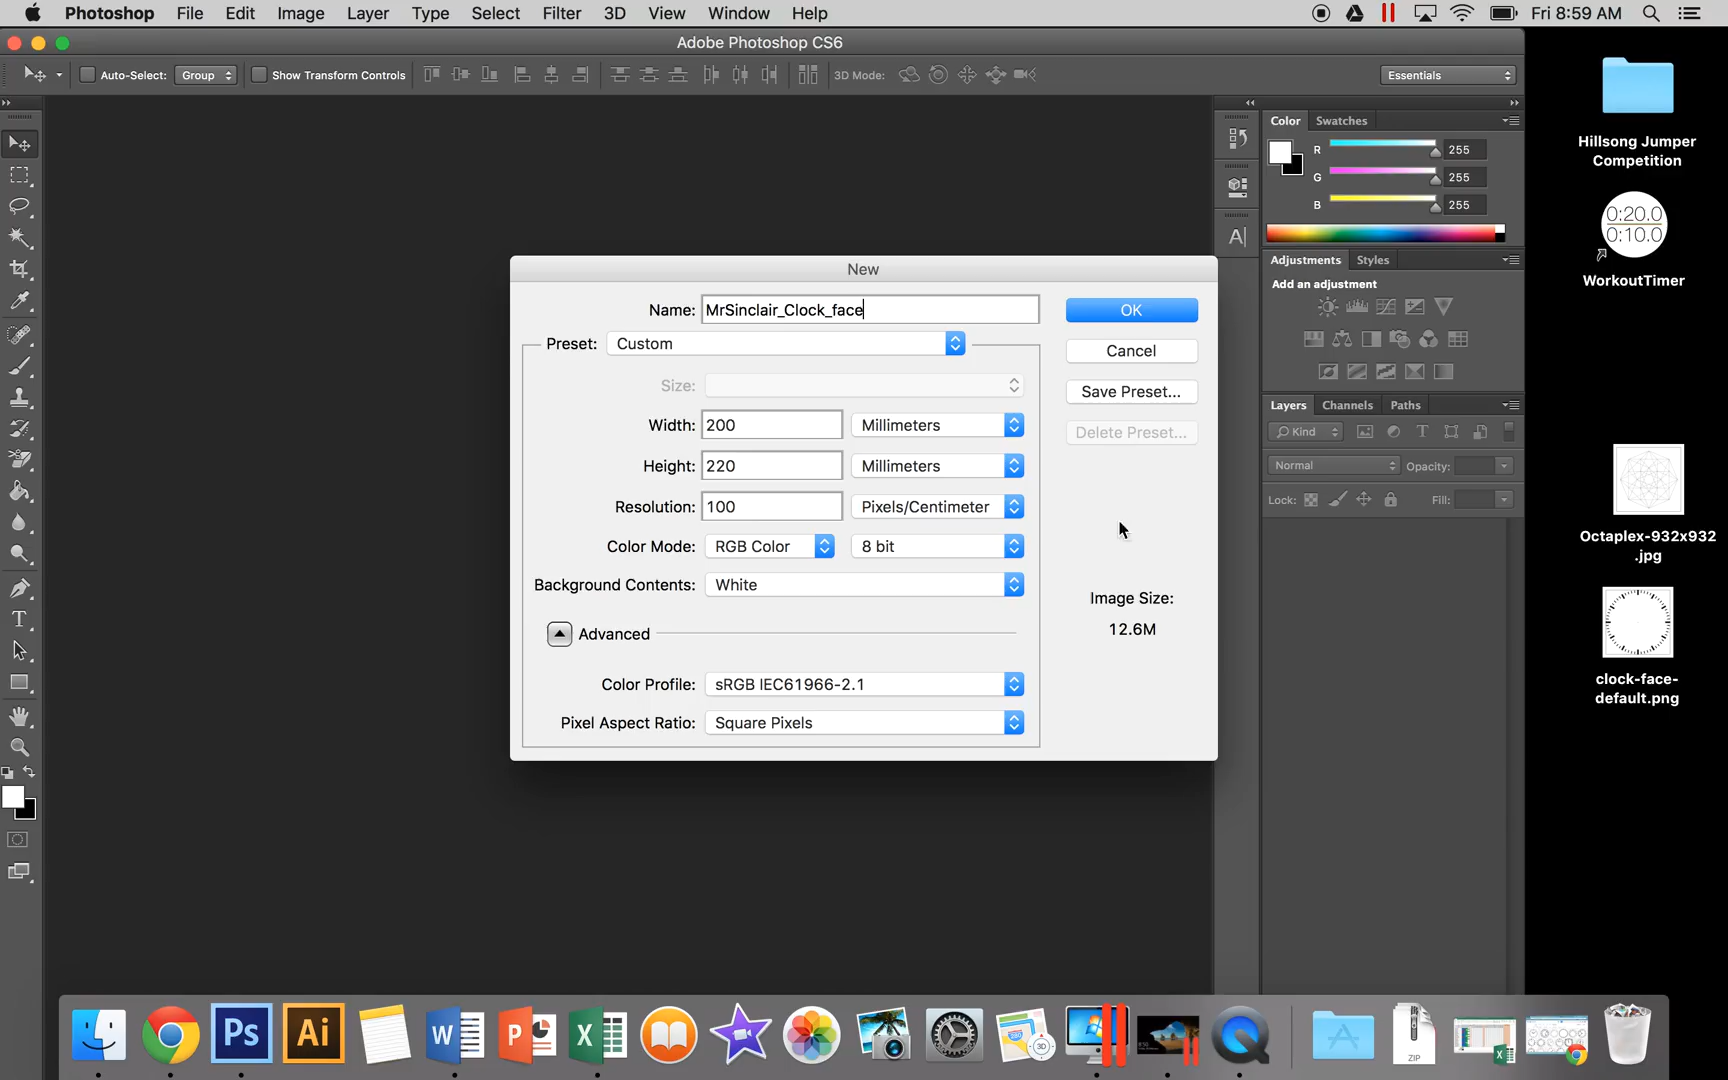 Photoshop File Edit Image Layer Type Select Filter 3D View Window Help Fri 8:59 AM
Adobe Photoshop CS6
Auto-Select: Group Show Transform Controls 3D Mode: Essentials
Color Swatches
R 255
G 255
B 255
Adjustments Styles
Add an adjustment
Layers Channels Paths
Kind
Normal Opacity:
Lock: Fill:
New
Name: MrSinclair_Clock_face OK
Preset: Custom Cancel
Size: Save Preset...
Width: 200 Millimeters Delete Preset...
Height: 220 Millimeters
Resolution: 100 Pixels/Centimeter
Color Mode: RGB Color 8 bit
Background Contents: White
Image Size:
12.6M
Advanced
Color Profile: sRGB IEC61966-2.1
Pixel Aspect Ratio: Square Pixels
Hillsong Jumper
Competition
0:20.0
0:10.0
WorkoutTimer
Octaplex-932x932
.jpg
clock-face-
default.png
Ps Ai W P X 3D ZIP